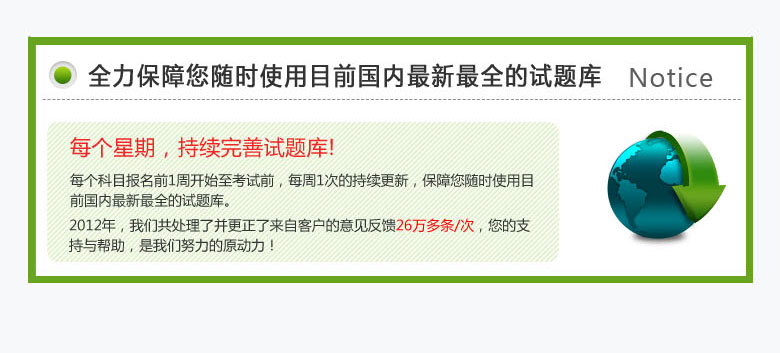 全力保障您随时使用目前国内最新最全的试题库 Notice
每个星期，持续完善试题库!
每个科目报名前1周开始至考试前，每周1次的持续更新，保障您随时使用目
前国内最新最全的试题库。
2012年，我们共处理了并更正了来自客户的意见反馈26万多条/次，您的支
持与帮助，是我们努力的原动力！